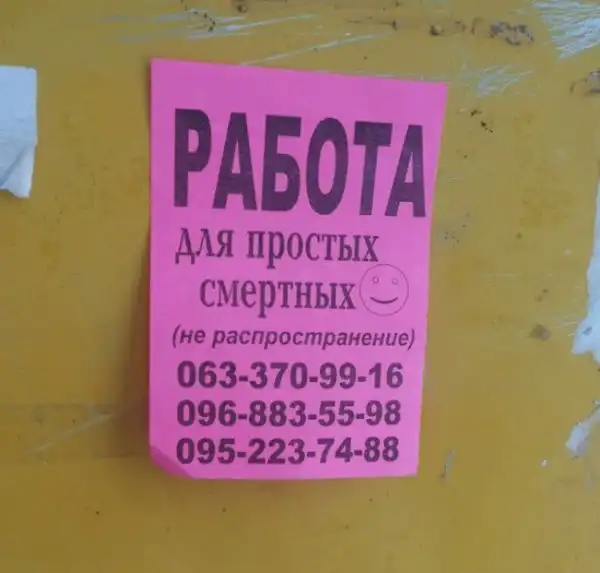 РАБОТА
для простых
смертных
(не распространение)
063-370-99-16
096-883-55-98
095-223-74-88